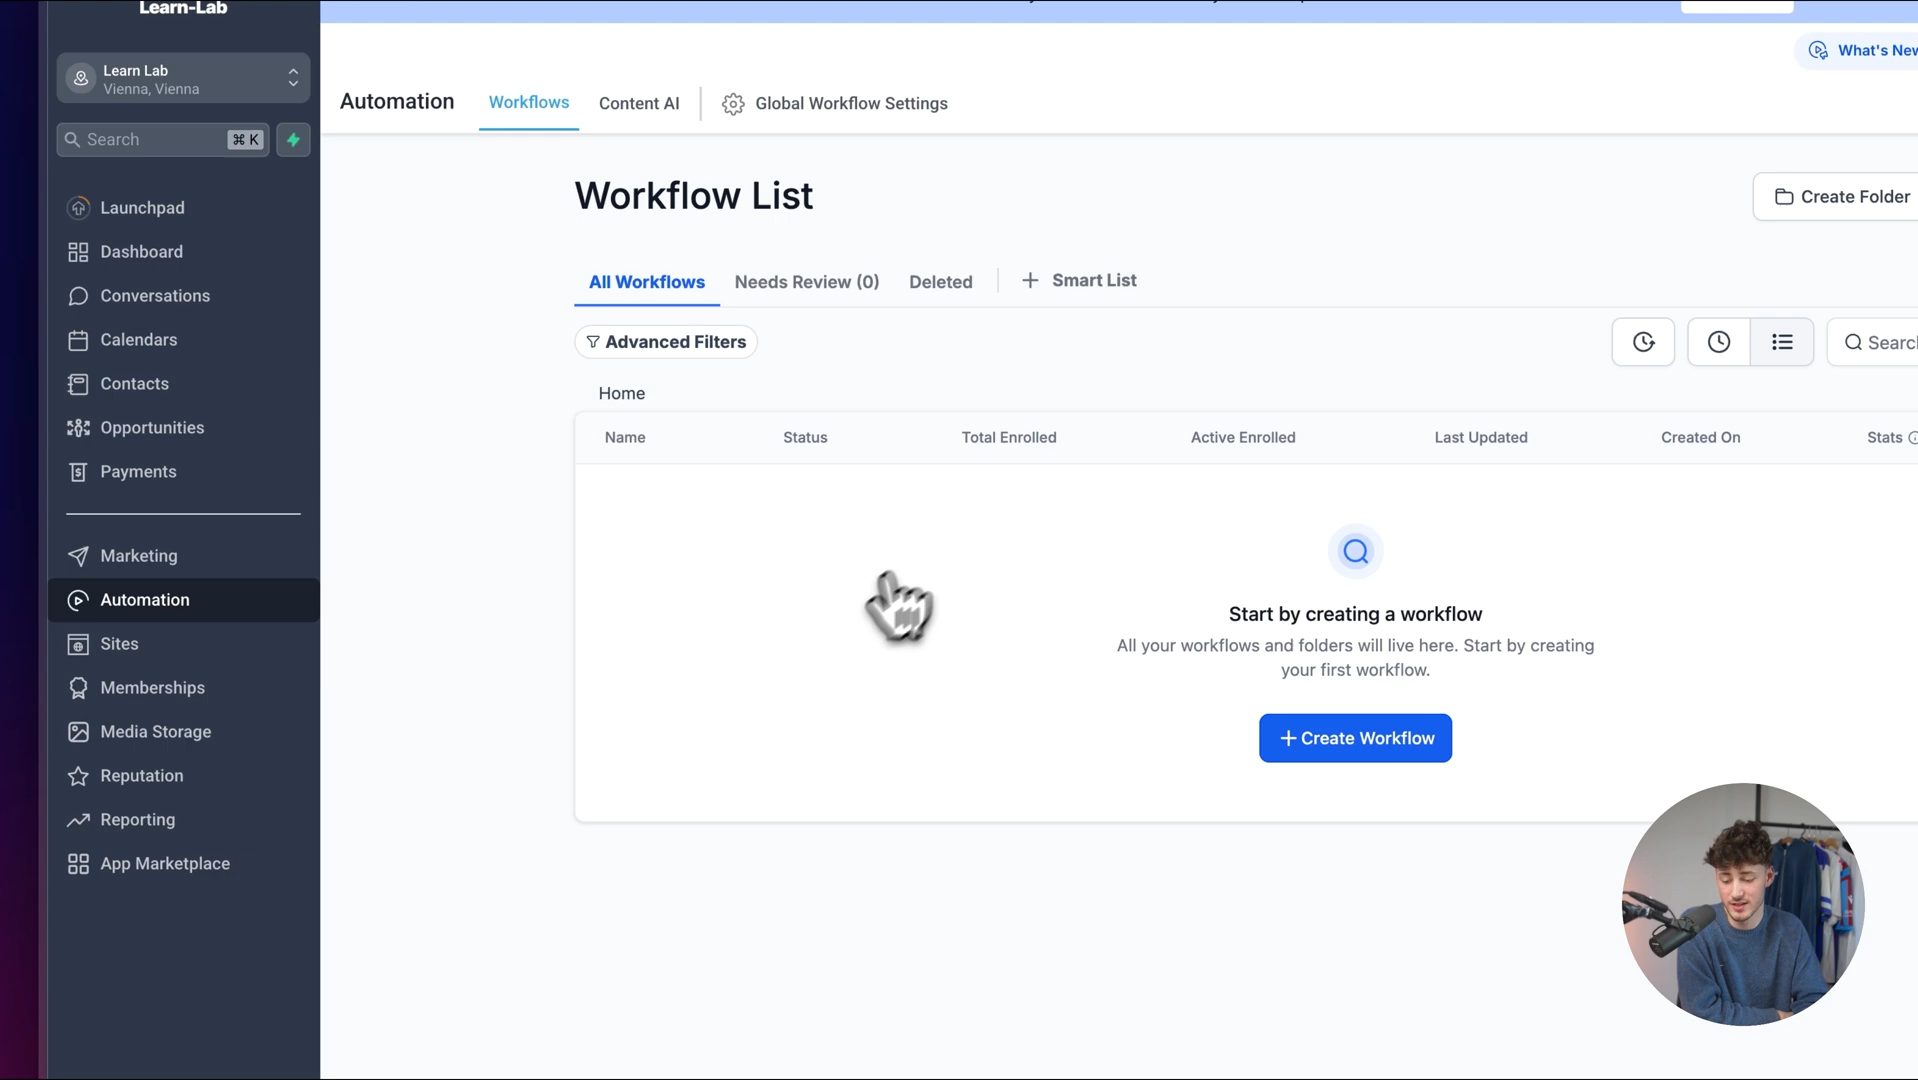 Learn-Lab
Learn Lab
Vienna, Vienna
Search
⌘ K
Launchpad
Dashboard
Conversations
Calendars
Contacts
Opportunities
Payments
Marketing
Automation
Sites
Memberships
Media Storage
Reputation
Reporting
App Marketplace
What's New
Automation
Workflows
Content AI
Global Workflow Settings
Workflow List
Create Folder
All Workflows
Needs Review (0)
Deleted
+ Smart List
Advanced Filters
Search
Home
Name
Status
Total Enrolled
Active Enrolled
Last Updated
Created On
Stats
Start by creating a workflow
All your workflows and folders will live here. Start by creating
your first workflow.
+ Create Workflow